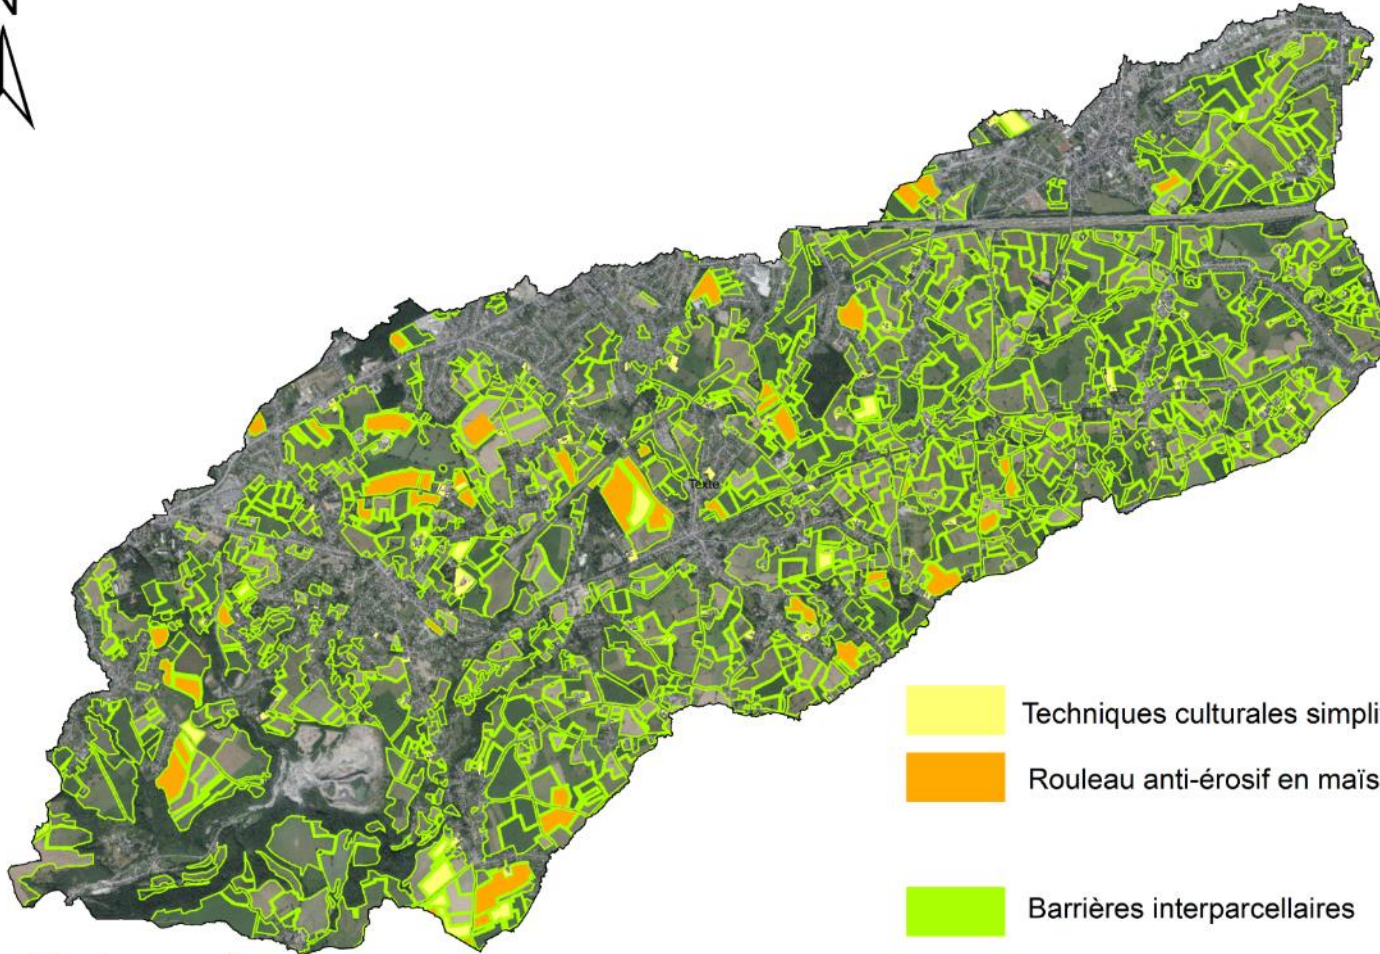 N
Texte
Techniques culturales simpli
Rouleau anti-érosif en maïs
Barrières interparcellaires